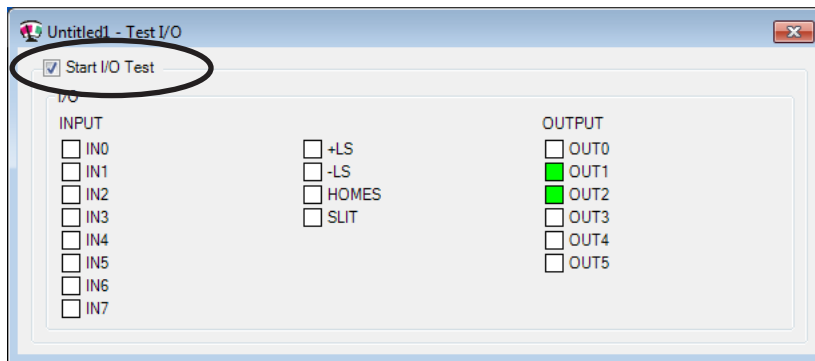 Untitled1 - Test I/O
Start I/O Test
I/O
INPUT
OUTPUT
IN0
+LS
OUT0
IN1
-LS
OUT1
IN2
HOMES
OUT2
IN3
SLIT
OUT3
IN4
OUT4
IN5
OUT5
IN6
IN7